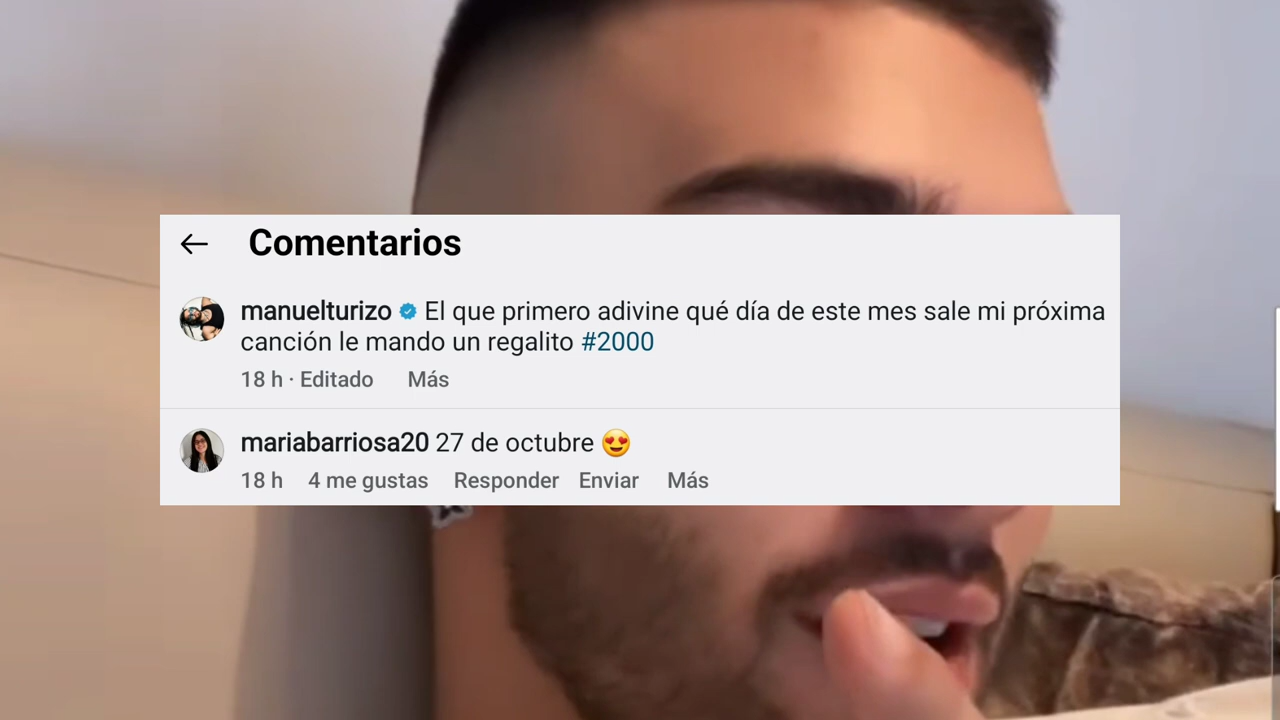 Comentarios
manuelturizo El que primero adivine qué día de este mes sale mi próxima
canción le mando un regalito #2000
18 h · Editado Más
mariabarriosa20 27 de octubre 😍
18 h 4 me gustas Responder Enviar Más